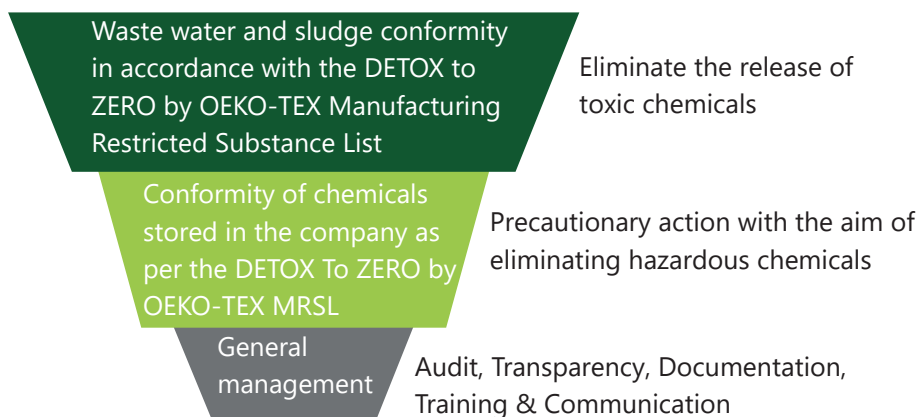 Waste water and sludge conformity
in accordance with the DETOX to
ZERO by OEKO-TEX Manufacturing
Restricted Substance List
Eliminate the release of
toxic chemicals
Conformity of chemicals
stored in the company as
per the DETOX To ZERO by
OEKO-TEX MRSL
Precautionary action with the aim of
eliminating hazardous chemicals
General
management
Audit, Transparency, Documentation,
Training & Communication